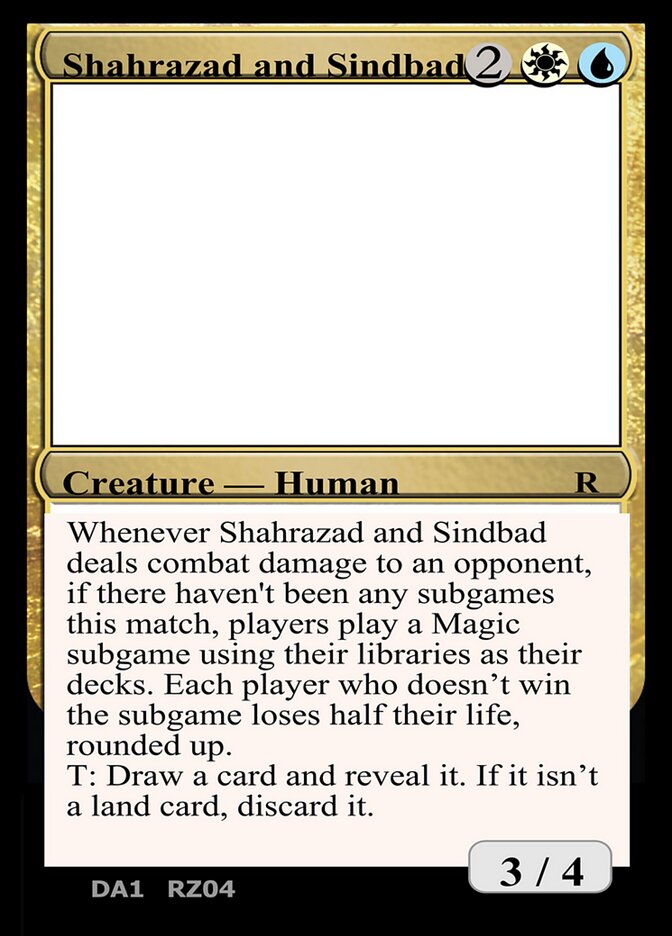 Shahrazad and Sindbad 2
Creature — Human R
Whenever Shahrazad and Sindbad
deals combat damage to an opponent,
if there haven't been any subgames
this match, players play a Magic
subgame using their libraries as their
decks. Each player who doesn’t win
the subgame loses half their life,
rounded up.
T: Draw a card and reveal it. If it isn’t
a land card, discard it.
3 / 4
DA1 RZ04